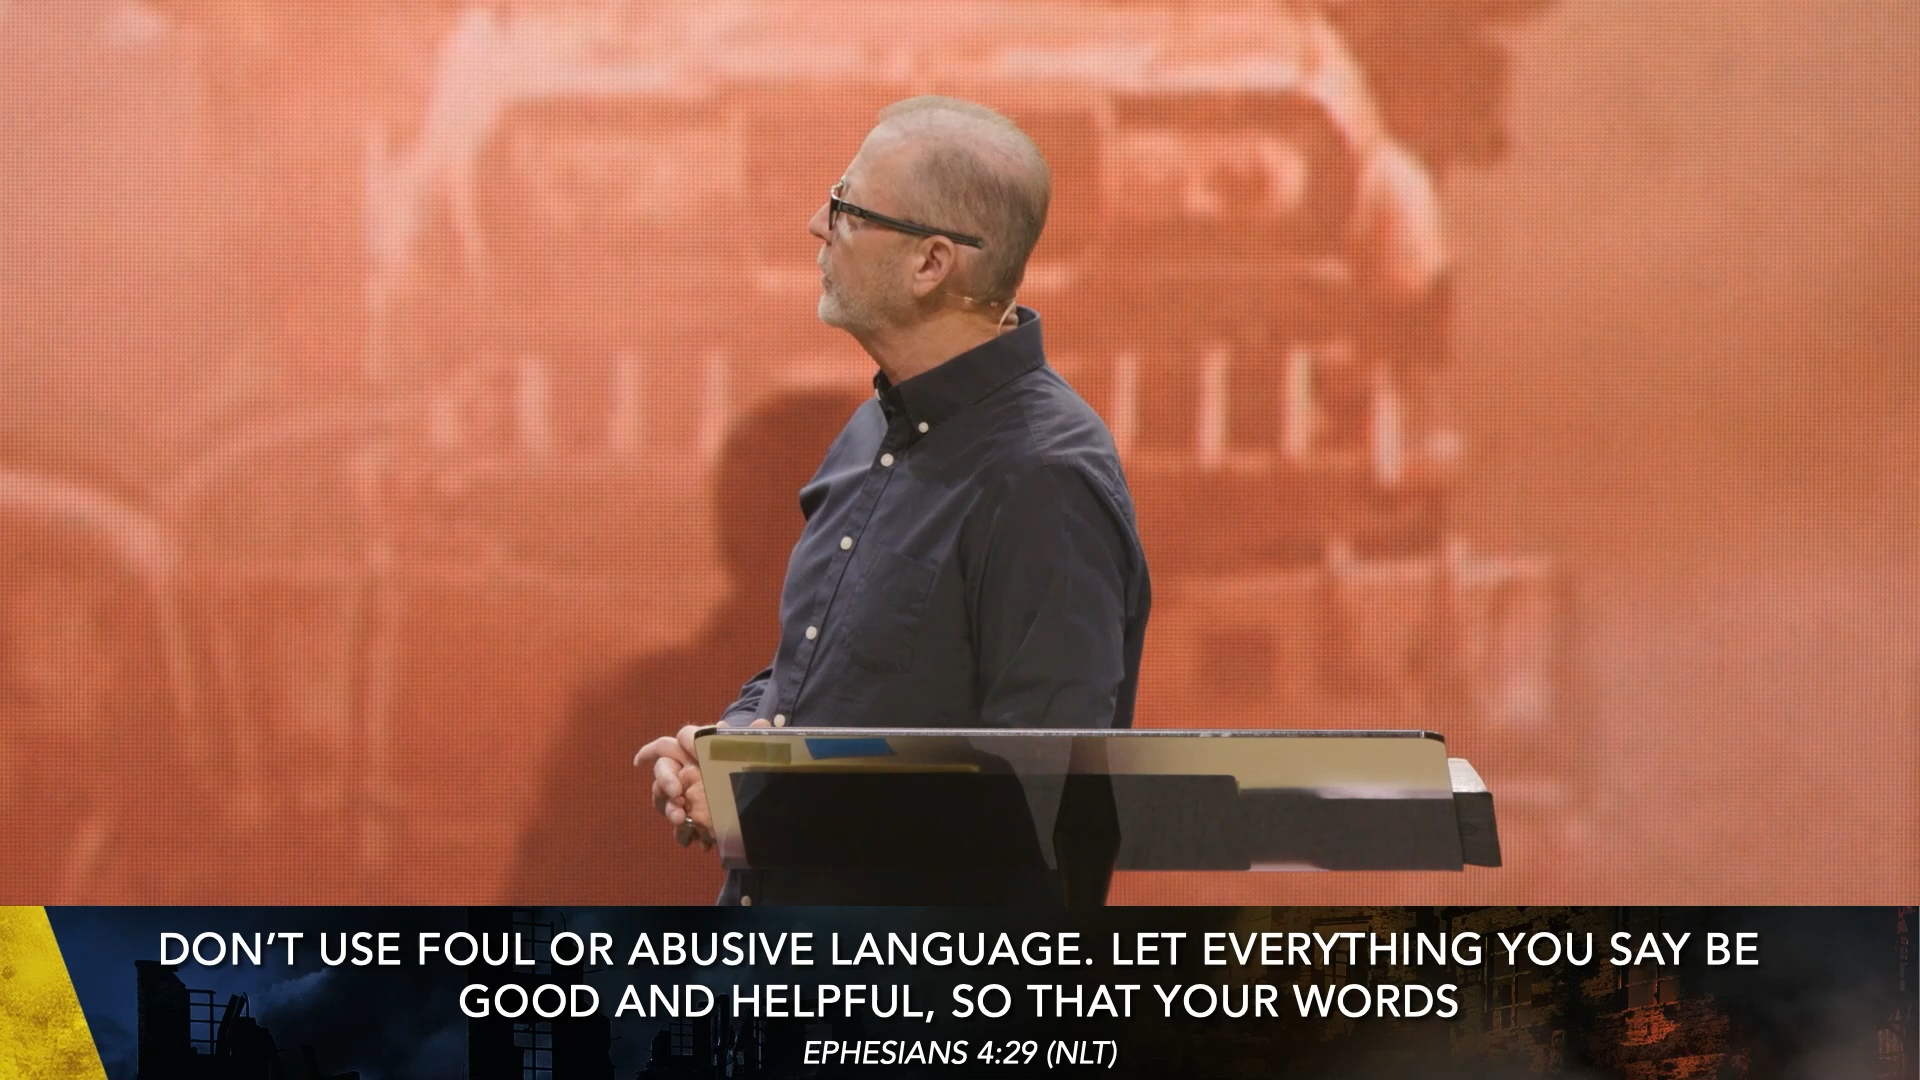 DON’T USE FOUL OR ABUSIVE LANGUAGE. LET EVERYTHING YOU SAY BE
GOOD AND HELPFUL, SO THAT YOUR WORDS
EPHESIANS 4:29 (NLT)